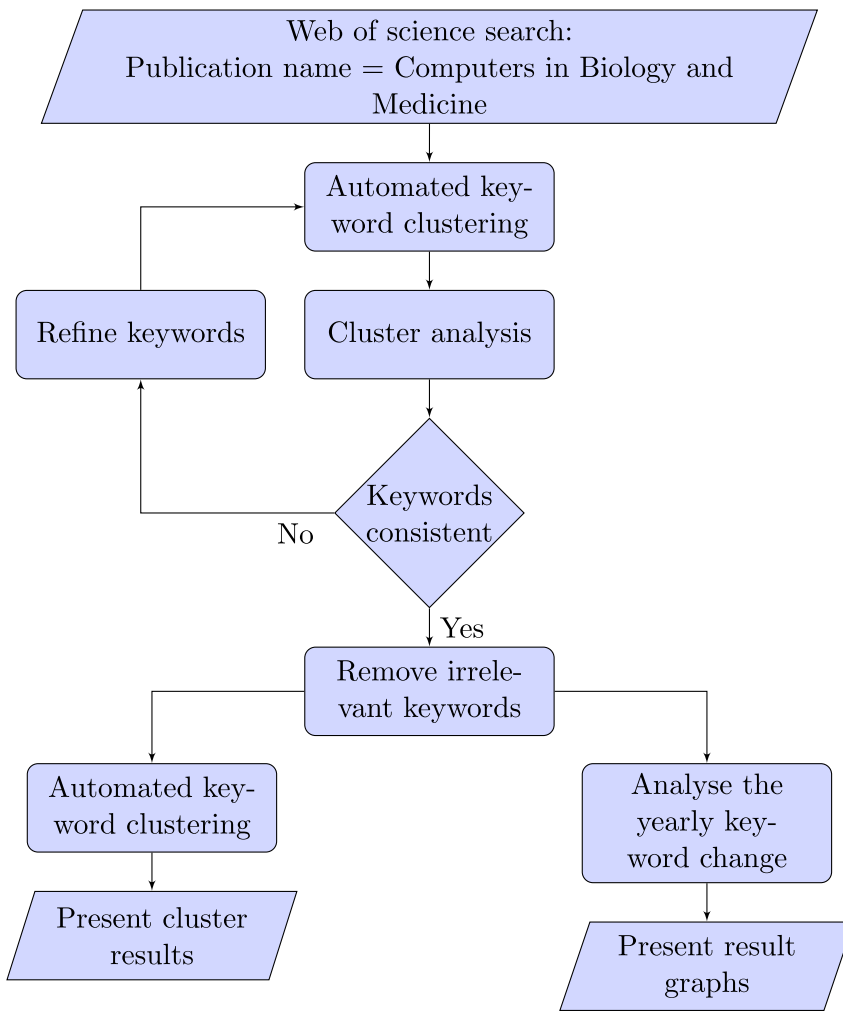 Web of science search:
Publication name = Computers in Biology and
Medicine
Automated key-
word clustering
Refine keywords
Cluster analysis
Keywords
consistent
No
Yes
Remove irrele-
vant keywords
Automated key-
word clustering
Analyse the
yearly key-
word change
Present cluster
results
Present result
graphs